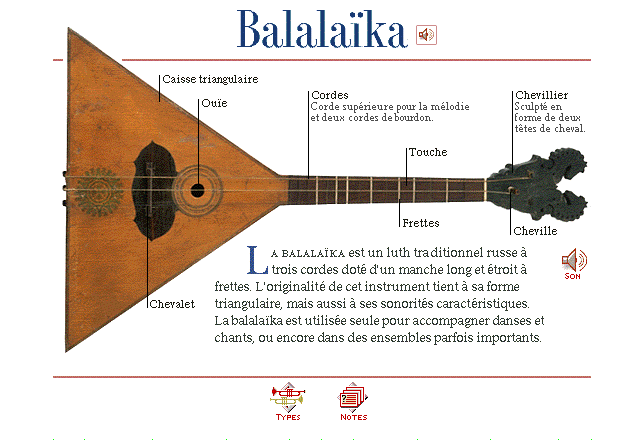 Balalaïka
Caisse triangulaire
Ouïe
Cordes
Corde supérieure pour la mélodie
et deux cordes de bourdon.
Chevillier
Sculpté en
forme de deux
têtes de cheval.
Touche
Frettes
Cheville
Chevalet
LA BALALAÏKA est un luth traditionnel russe à
trois cordes doté d'un manche long et étroit à
frettes. L'originalité de cet instrument tient à sa forme
triangulaire, mais aussi à ses sonorités caractéristiques.
La balalaïka est utilisée seule pour accompagner danses et
chants, ou encore dans des ensembles parfois importants.
SON
TYPES
NOTES